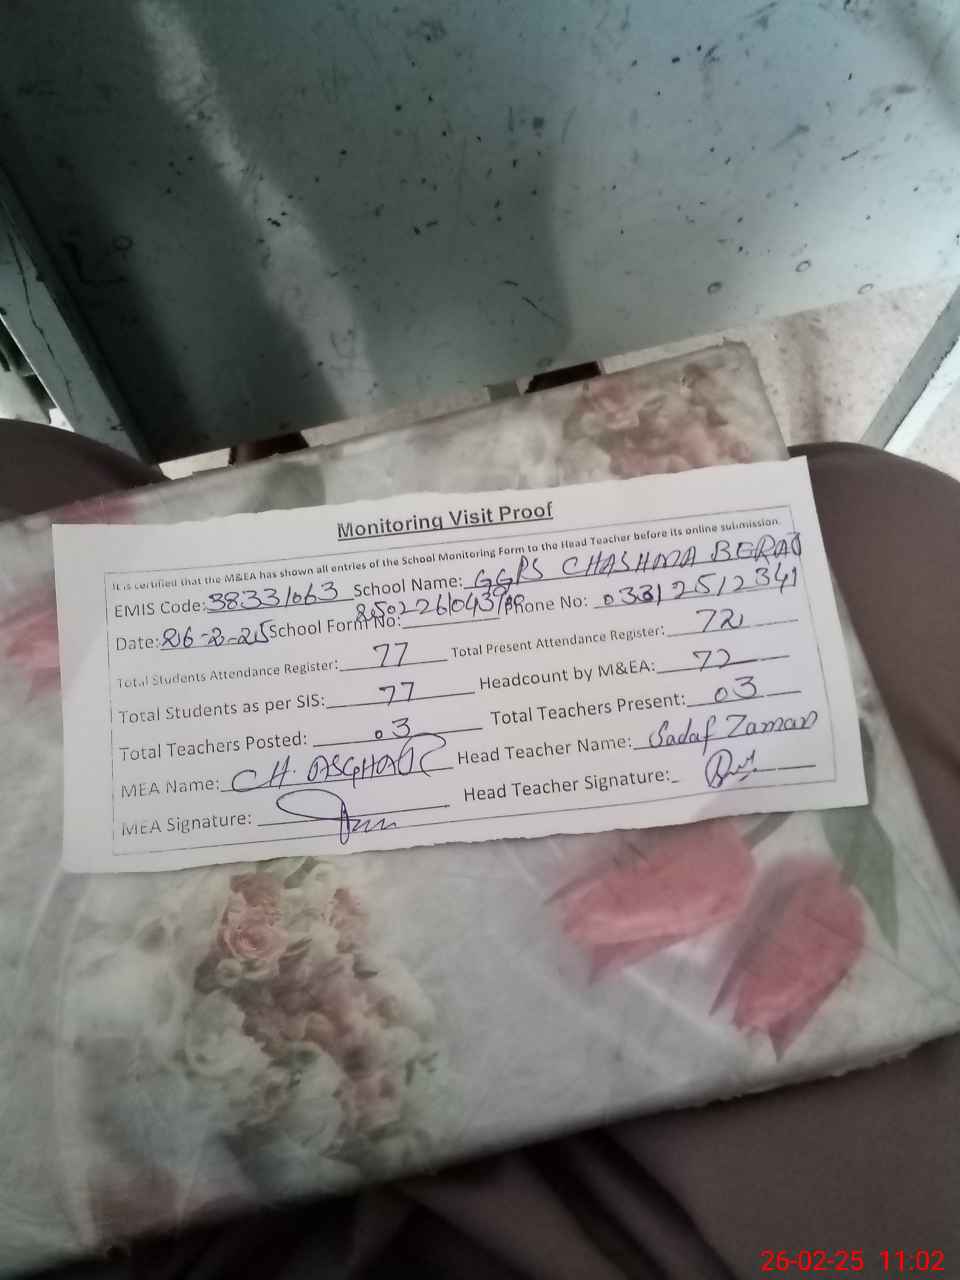 Monitoring Visit Proof
It is certified that the M&EA has shown all entries of the School Monitoring Form to the Head Teacher before its online submission.
EMIS Code: 38331063 School Name: GGPS CHASHMA BERAJ
Date: 26-2-25 School Form No: Phone No: 03312512341
Total Students Attendance Register: 77 Total Present Attendance Register: 72
Total Students as per SIS: 77 Headcount by M&EA: 72
Total Teachers Posted: 03 Total Teachers Present: 03
MEA Name: CH. ASGHAR Head Teacher Name: Sadaf Zaman
MEA Signature: Head Teacher Signature:
26-02-25 11:02